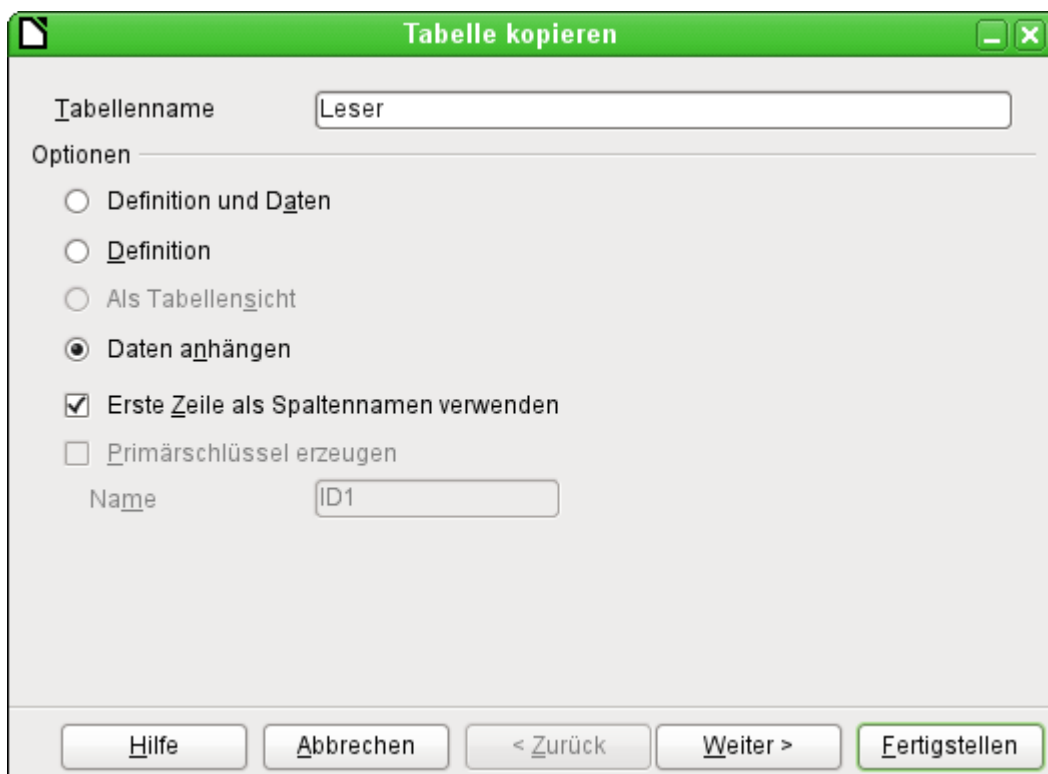 Tabelle kopieren
Tabellenname Leser
Optionen
Definition und Daten
Definition
Als Tabellensicht
Daten anhängen
Erste Zeile als Spaltennamen verwenden
Primärschlüssel erzeugen
Name ID1
Hilfe Abbrechen < Zurück Weiter > Fertigstellen